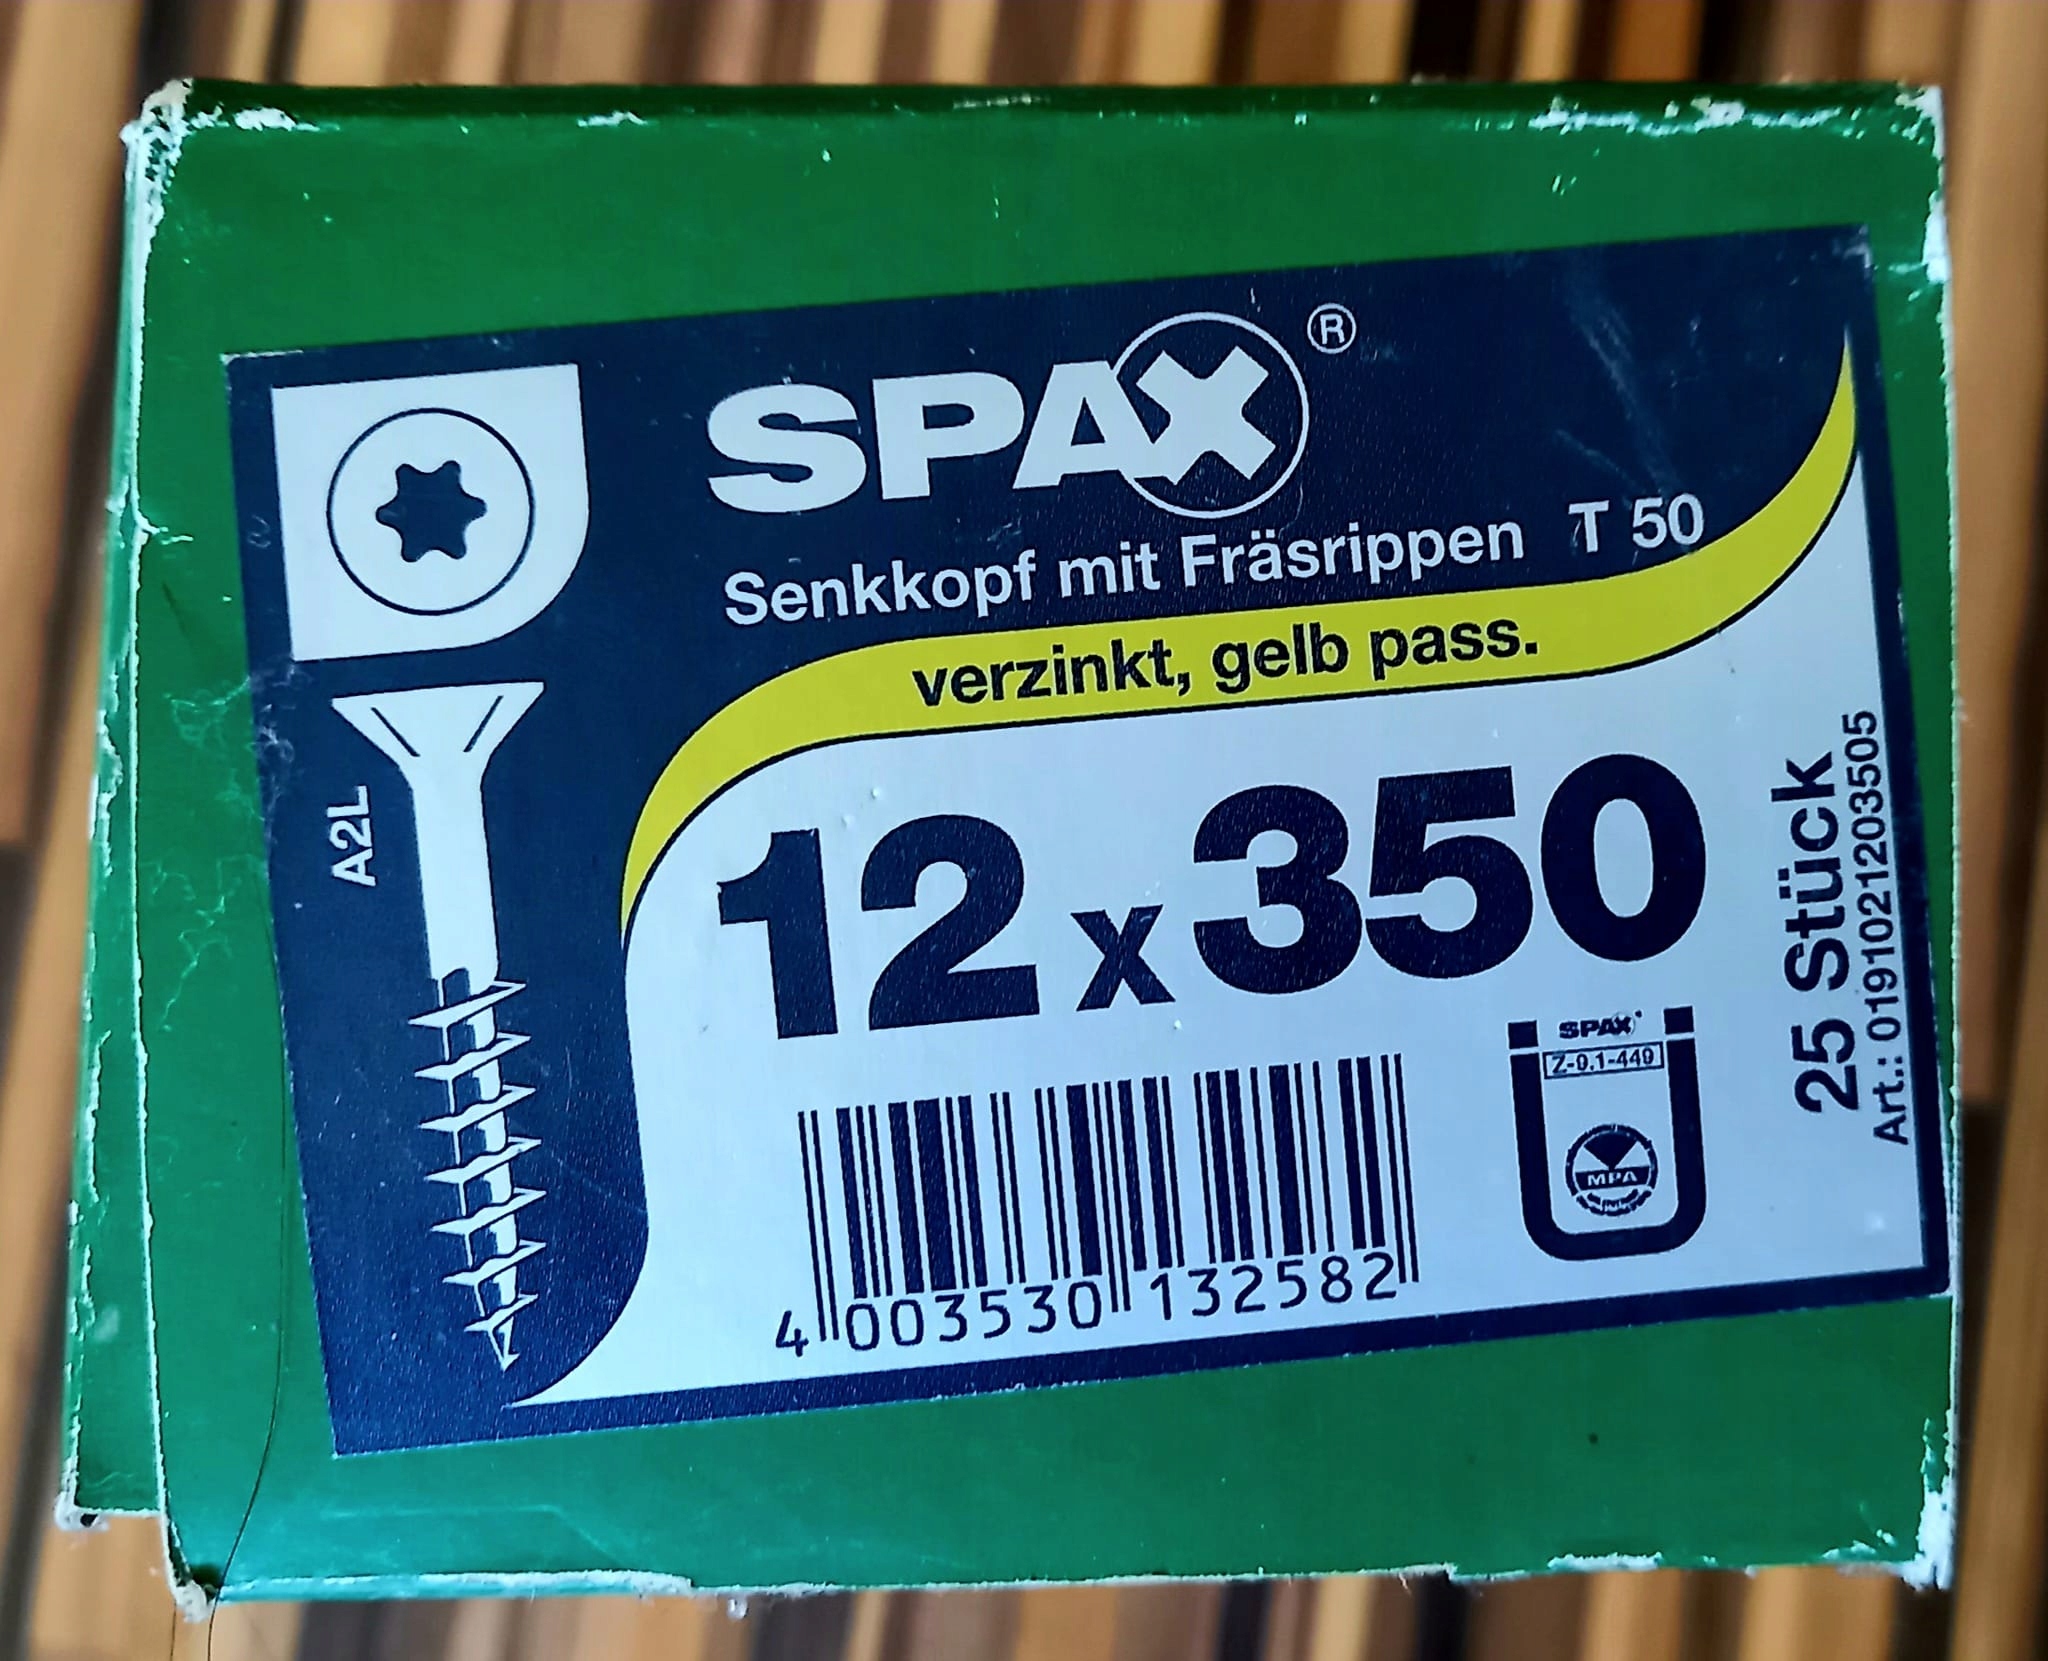 SPAX®
Senkkopf mit Fräsrippen T 50
verzinkt, gelb pass.
A2L
12 x 350
25 Stück
Art.: 0191021203505
SPAX
Z-9.1-449
MPA
4 003530 132582